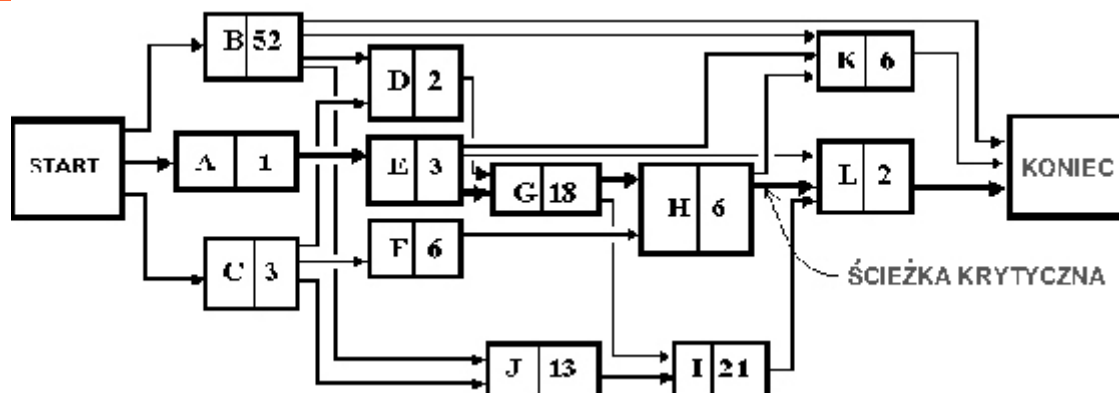 B 52
K 6
D 2
START
A 1
E 3
KONIEC
L 2
G 18
H 6
F 6
C 3
ŚCIEŻKA KRYTYCZNA
J 13
I 21